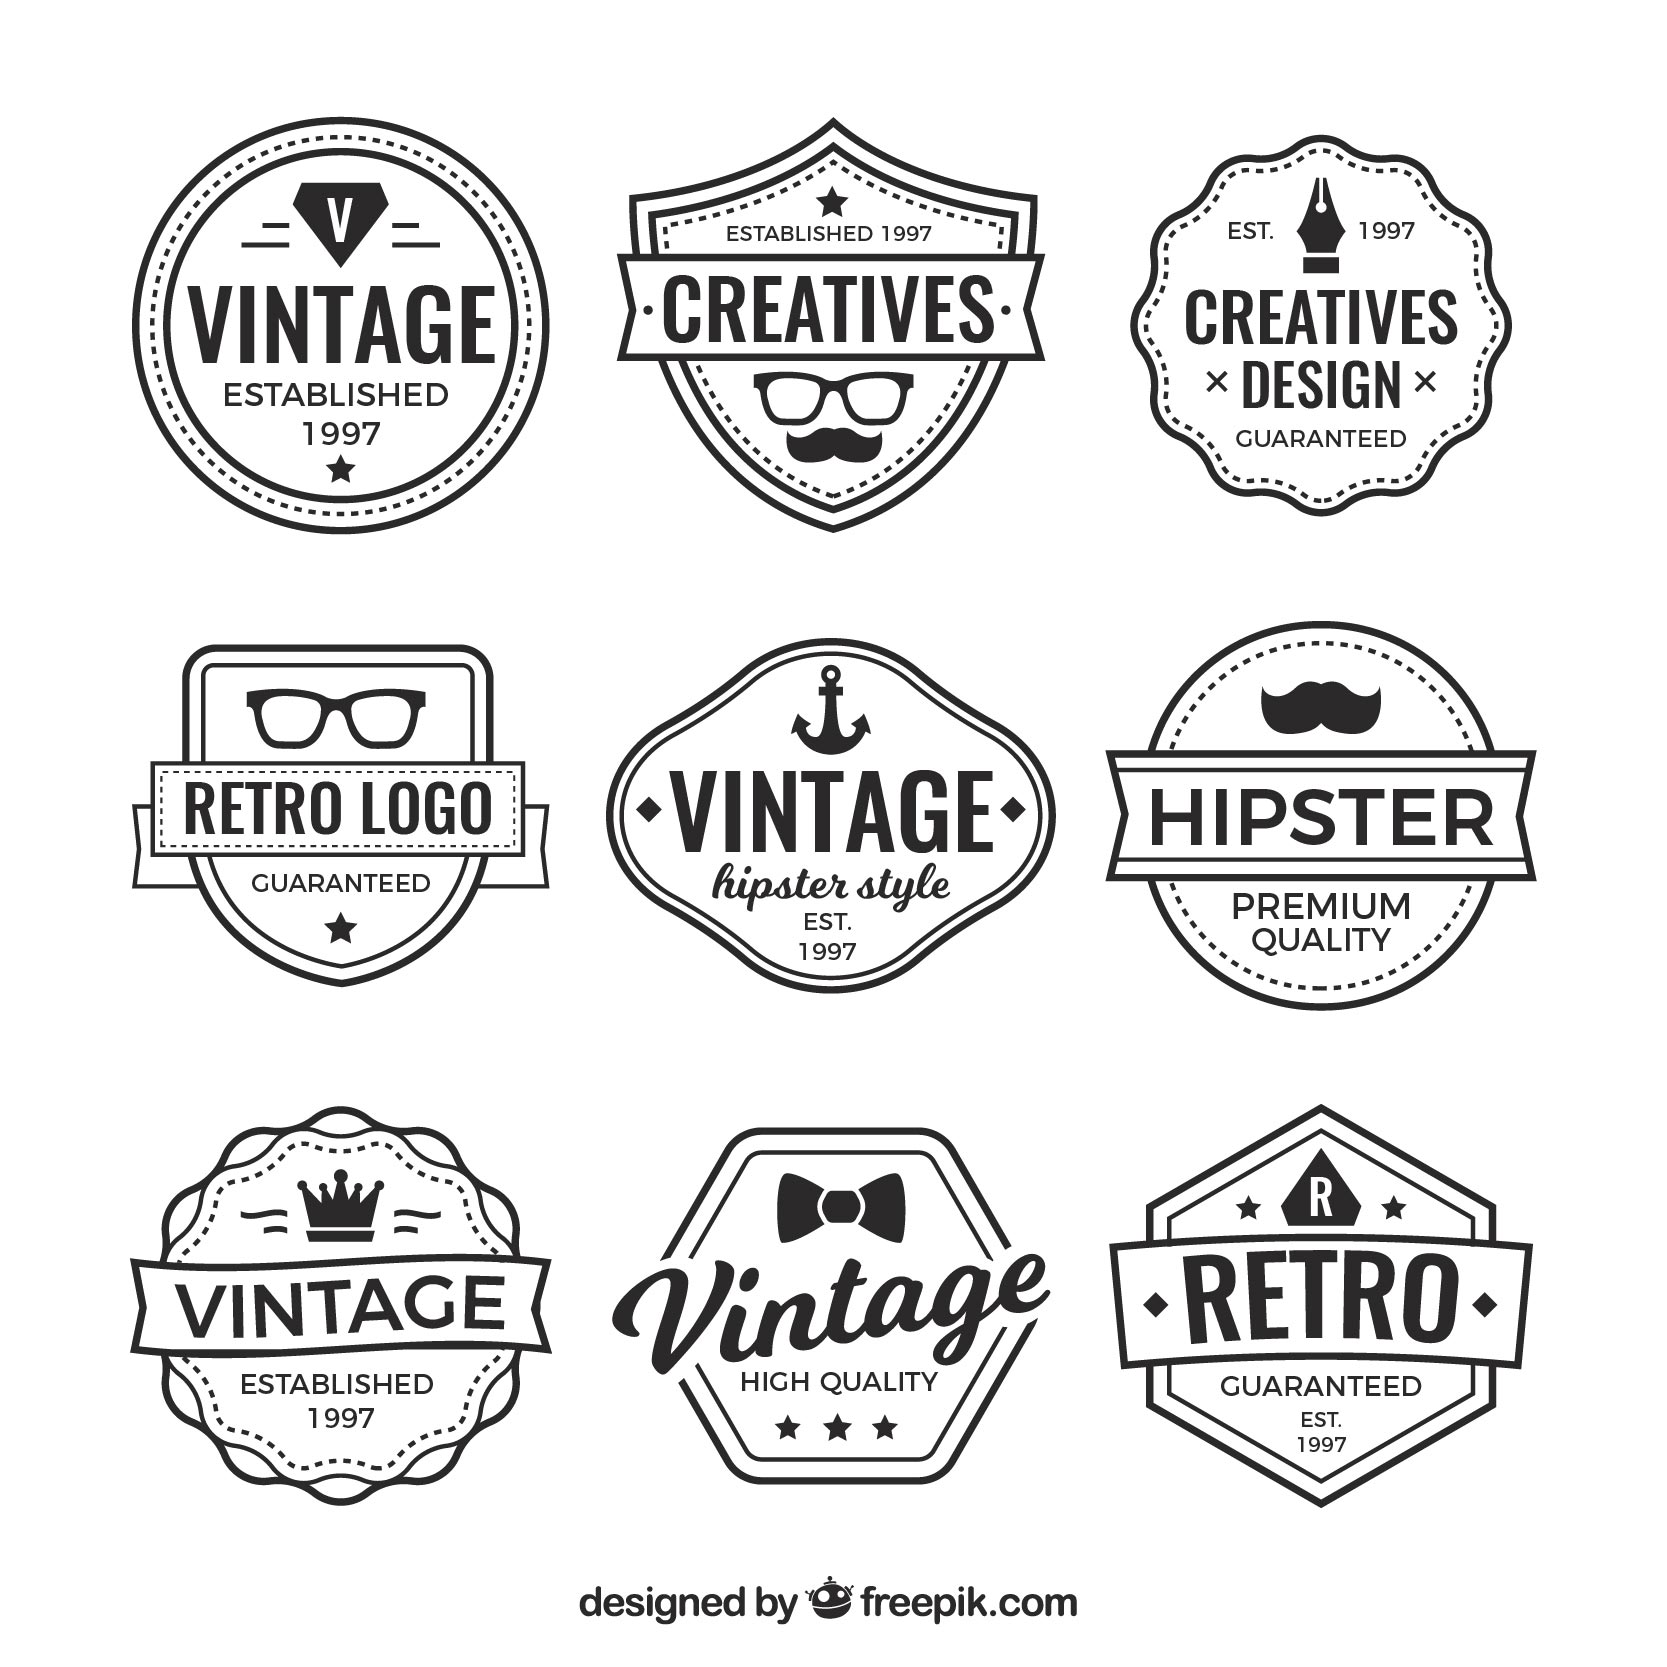 V
VINTAGE
ESTABLISHED
1997
ESTABLISHED 1997
CREATIVES
EST. 1997
CREATIVES
DESIGN
GUARANTEED
RETRO LOGO
GUARANTEED
VINTAGE
hipster style
EST.
1997
HIPSTER
PREMIUM
QUALITY
VINTAGE
ESTABLISHED
1997
Vintage
HIGH QUALITY
R
RETRO
GUARANTEED
EST.
1997
designed by freepik.com